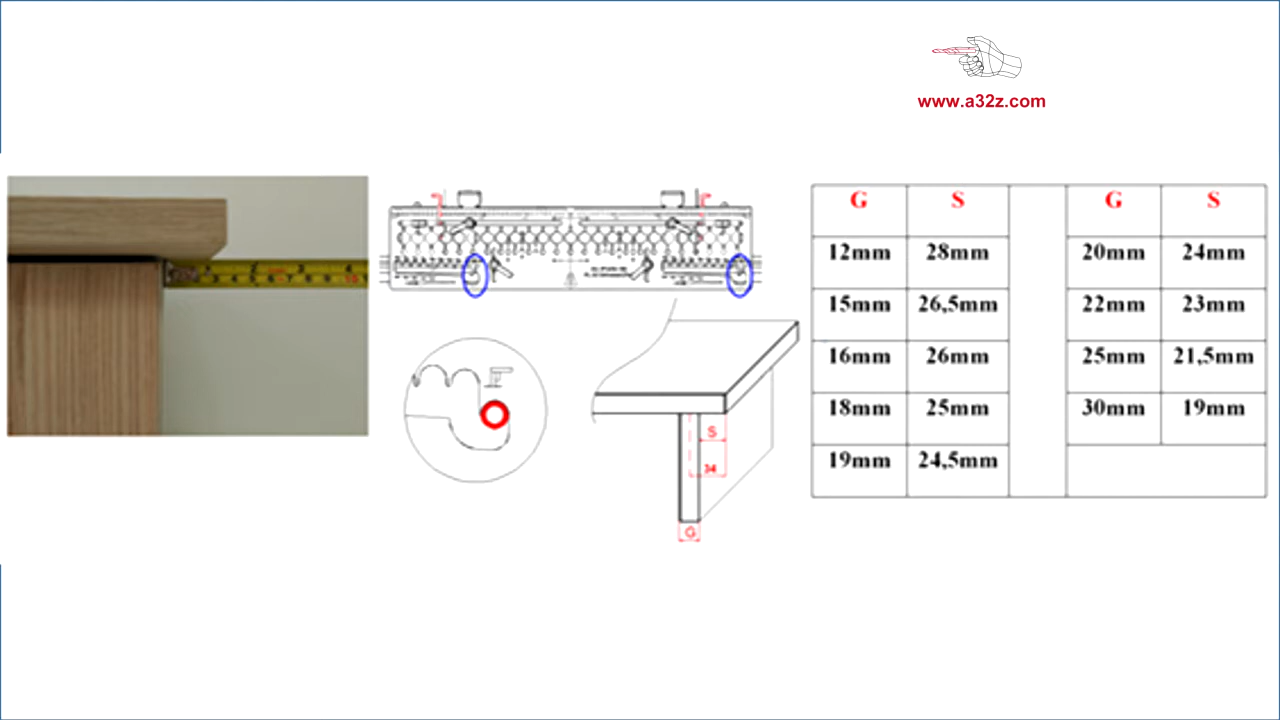 www.a32z.com
G S G S
12mm 28mm 20mm 24mm
15mm 26,5mm 22mm 23mm
16mm 26mm 25mm 21,5mm
18mm 25mm 30mm 19mm
19mm 24,5mm
S
34
G